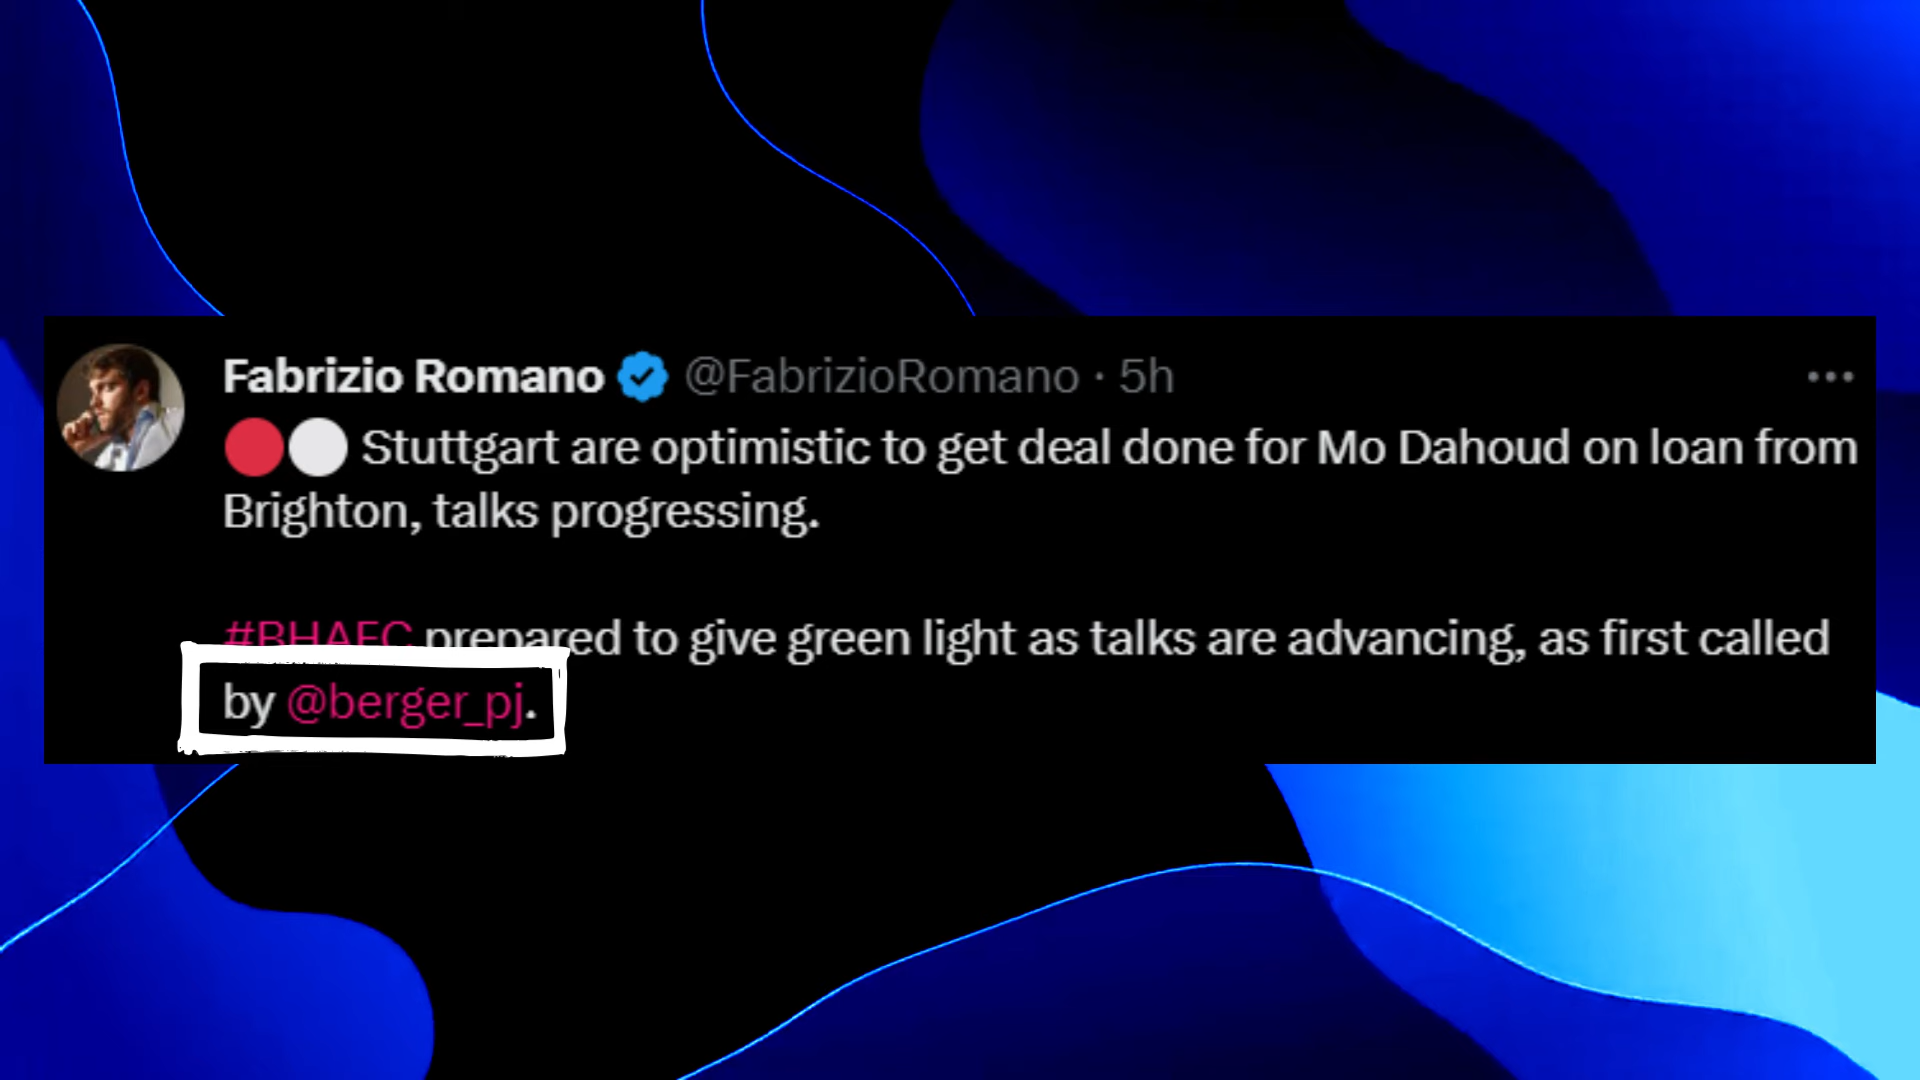 Fabrizio Romano @FabrizioRomano · 5h
Stuttgart are optimistic to get deal done for Mo Dahoud on loan from
Brighton, talks progressing.
#BHAFC prepared to give green light as talks are advancing, as first called
by @berger_pj.